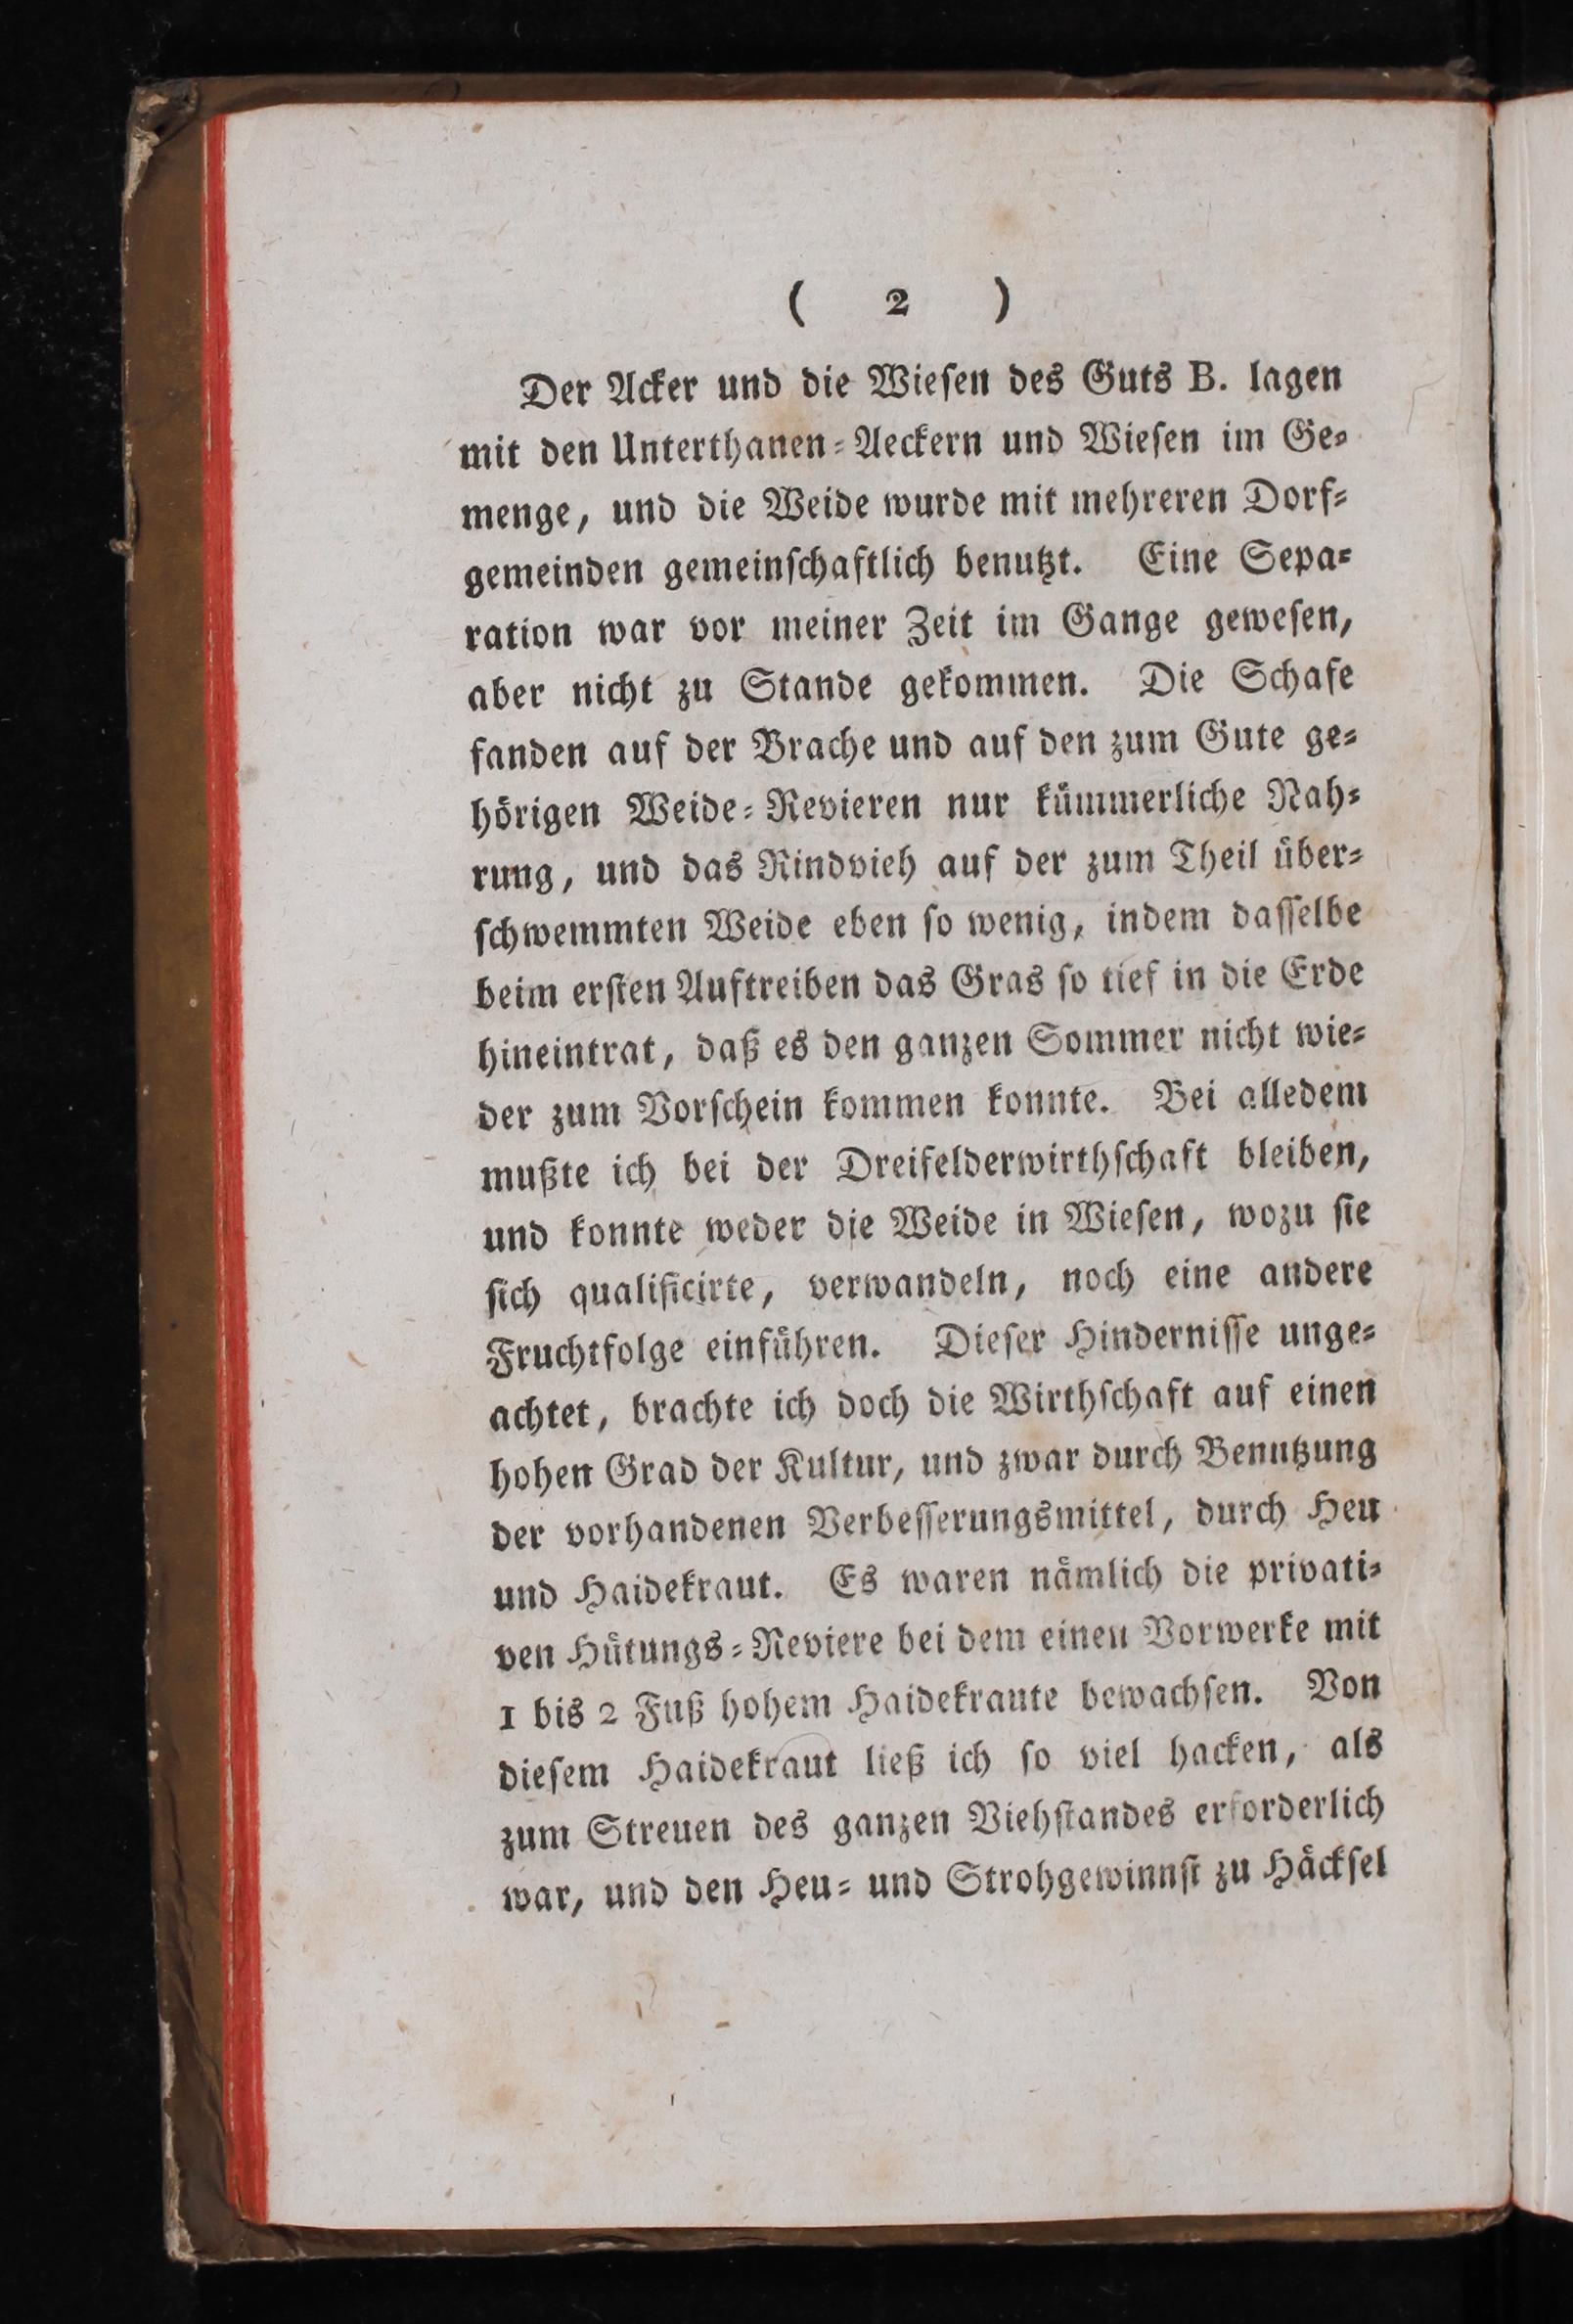 ( 2 )
Der Acker und die Wieſen des Guts B. lagen
mit den Unterthanen⸗Aeckern und Wieſen im Ge⸗
menge, und die Weide wurde mit mehreren Dorf⸗
gemeinden gemeinſchaftlich benutzt. Eine Sepa⸗
ration war vor meiner Zeit im Gange geweſen,
aber nicht zu Stande gekommen. Die Schafe
fanden auf der Brache und auf den zum Gute ge⸗
hörigen Weide⸗Revieren nur kümmerliche Nah⸗
rung, und das Rindvieh auf der zum Theil über⸗
ſchwemmten Weide eben ſo wenig, indem daſſelbe
beim erſten Auftreiben das Gras ſo tief in die Erde
hineintrat, daß es den ganzen Sommer nicht wie⸗
der zum Vorſchein kommen konnte. Bei alledem
mußte ich bei der Dreifelderwirthſchaft bleiben,
und konnte weder die Weide in Wieſen, wozu ſie
ſich qualificirte, verwandeln, noch eine andere
Fruchtfolge einführen. Dieſer Hinderniſſe unge⸗
achtet, brachte ich doch die Wirthſchaft auf einen
hohen Grad der Kultur, und zwar durch Benutzung
der vorhandenen Verbeſſerungsmittel, durch Heu
und Haidekraut. Es waren nämlich die privati⸗
ven Hütungs⸗Reviere bei dem einen Vorwerke mit
1 bis 2 Fuß hohem Haidekraute bewachſen. Von
dieſem Haidekraut ließ ich ſo viel hacken, als
zum Streuen des ganzen Viehſtandes erforderlich
war, und den Heu⸗ und Strohgewinnſt zu Häckſel